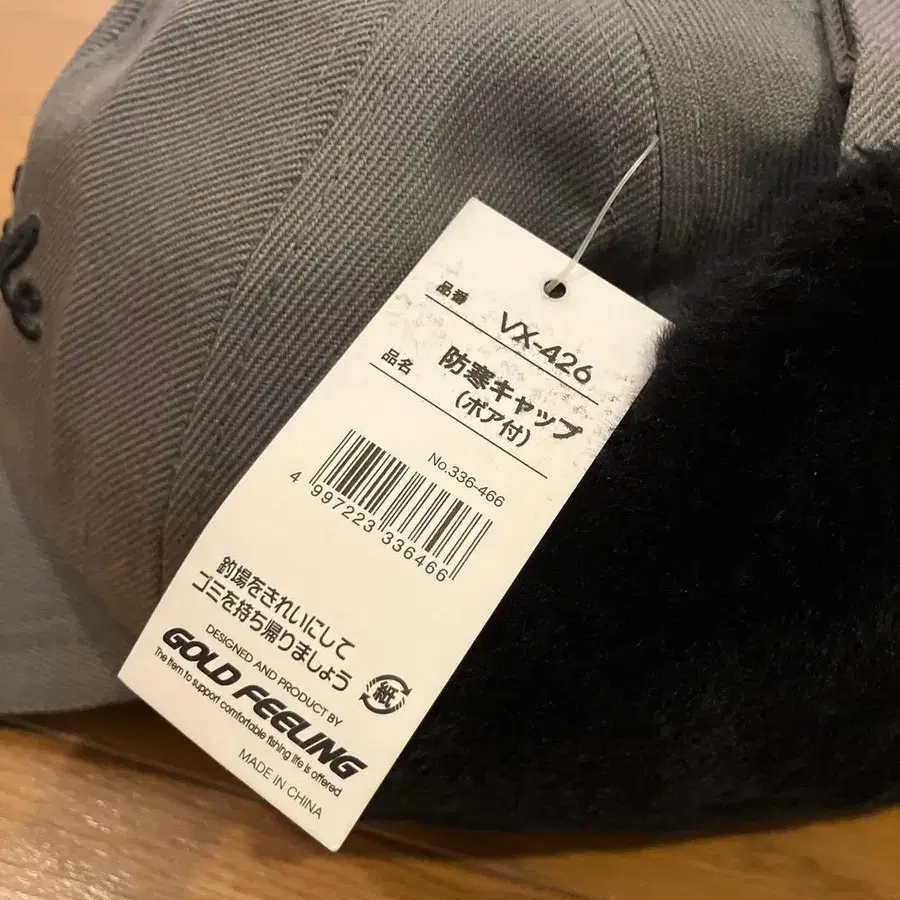 品番 VX-426
品名 防寒キャップ
(ボア付)
No.336-466
4 997223 336466
釣場をきれいにして
ゴミを持ち帰りましょう
紙
DESIGNED AND PRODUCT BY
GOLD FEELING
The item to support comfortable fishing life is offered
MADE IN CHINA